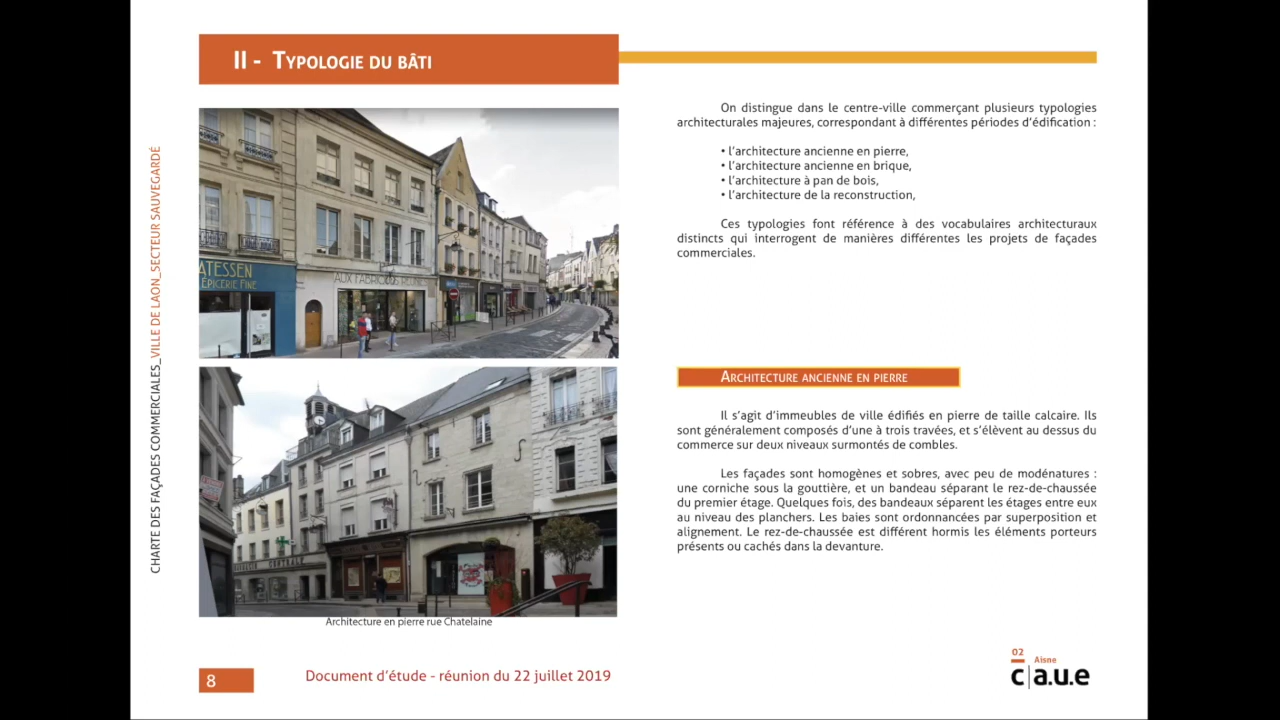 II - Typologie du bâti
CHARTE DES FAÇADES COMMERCIALES_VILLE DE LAON_SECTEUR SAUVEGARDÉ
ATESSEN
EPICERIE FINE
AUX FABRIQUES
On distingue dans le centre-ville commerçant plusieurs typologies
architecturales majeures, correspondant à différentes périodes d'édification :
• l'architecture ancienne en pierre,
• l'architecture ancienne en brique,
• l'architecture à pan de bois,
• l'architecture de la reconstruction,
Ces typologies font référence à des vocabulaires architecturaux
distincts qui interrogent de manières différentes les projets de façades
commerciales.
Architecture ancienne en pierre
Il s'agit d'immeubles de ville édifiés en pierre de taille calcaire. Ils
sont généralement composés d'une à trois travées, et s'élèvent au dessus du
commerce sur deux niveaux surmontés de combles.
Les façades sont homogènes et sobres, avec peu de modénatures :
une corniche sous la gouttière, et un bandeau séparant le rez-de-chaussée
du premier étage. Quelques fois, des bandeaux séparent les étages entre eux
au niveau des planchers. Les baies sont ordonnancées par superposition et
alignement. Le rez-de-chaussée est différent hormis les éléments porteurs
présents ou cachés dans la devanture.
CENTRALE
Architecture en pierre rue Chatelaine
8
Document d'étude - réunion du 22 juillet 2019
02
Aisne
c|a.u.e